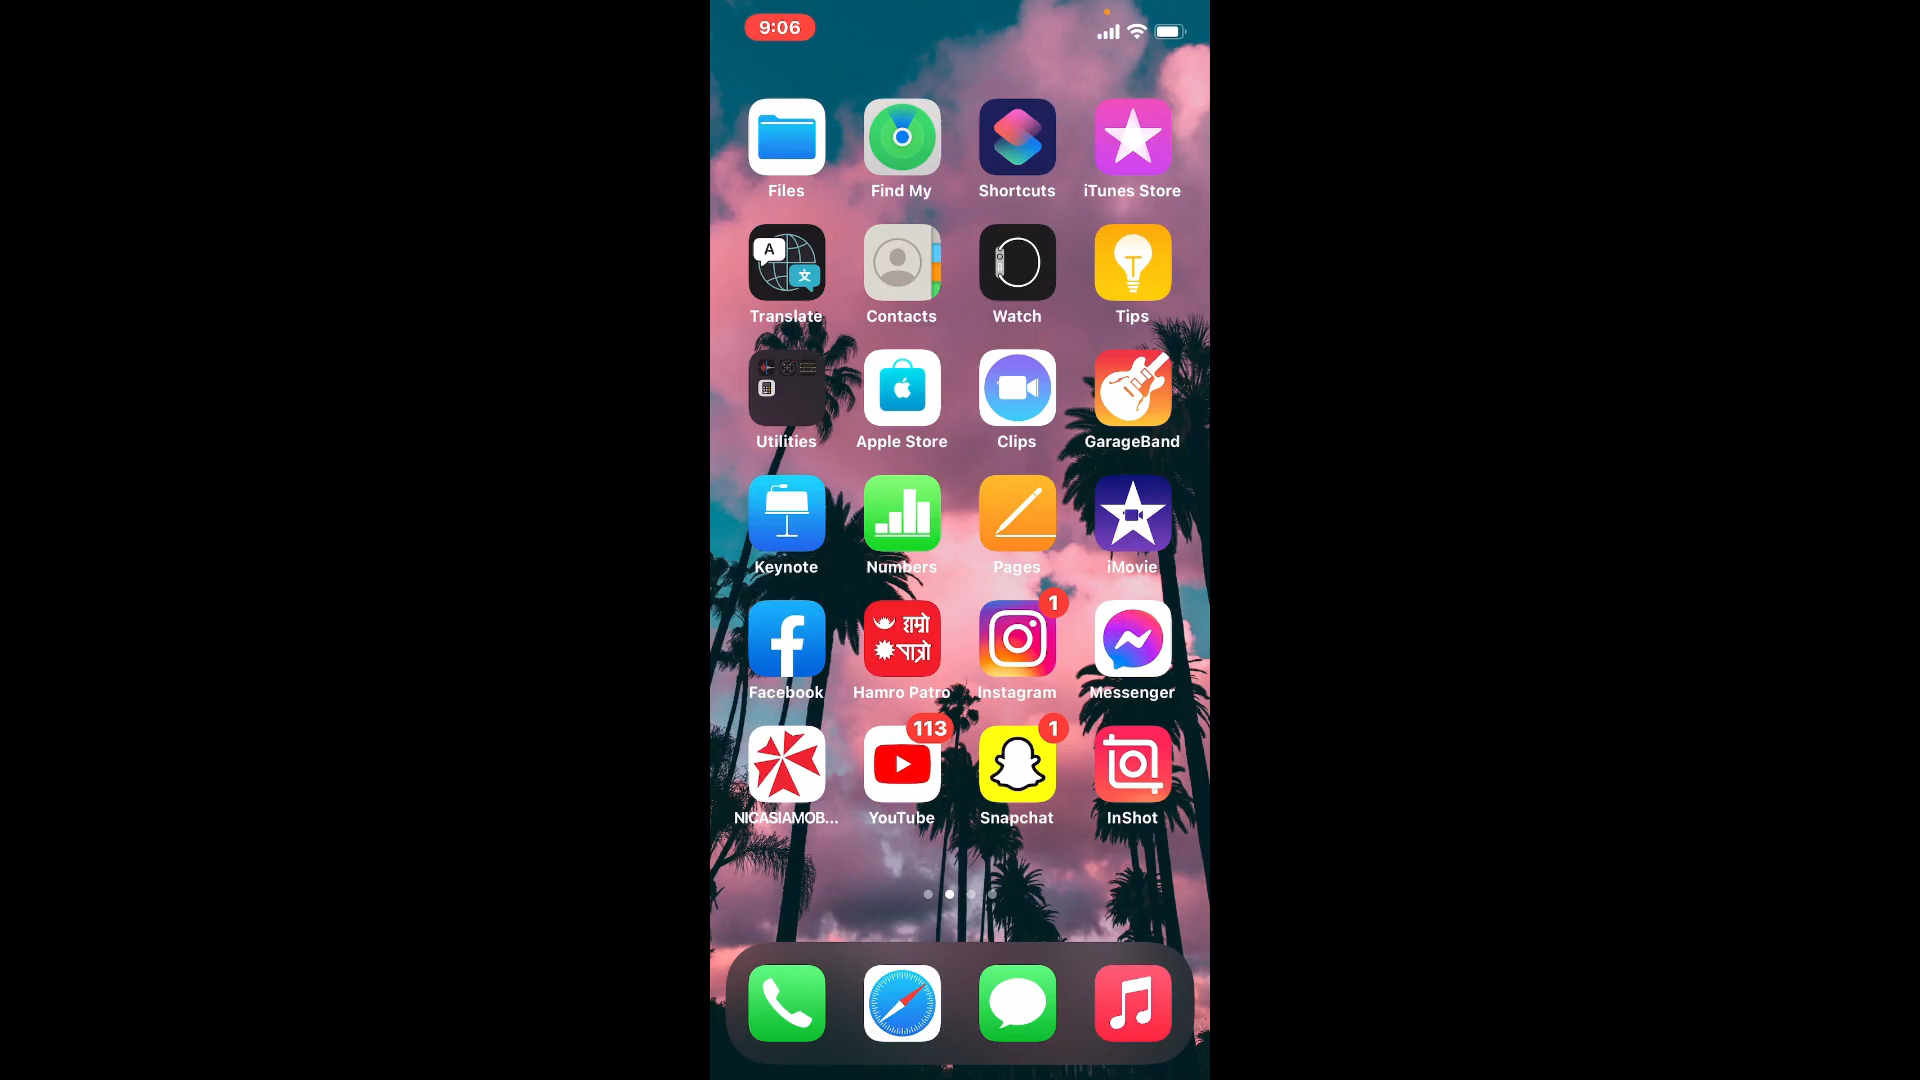 9:06
Files Find My Shortcuts iTunes Store
A
文
Translate Contacts Watch Tips
Utilities Apple Store Clips GarageBand
Keynote Numbers Pages iMovie
1
हाम्रो
पात्रो
Facebook Hamro Patro Instagram Messenger
113 1
NICASIAMOB... YouTube Snapchat InShot